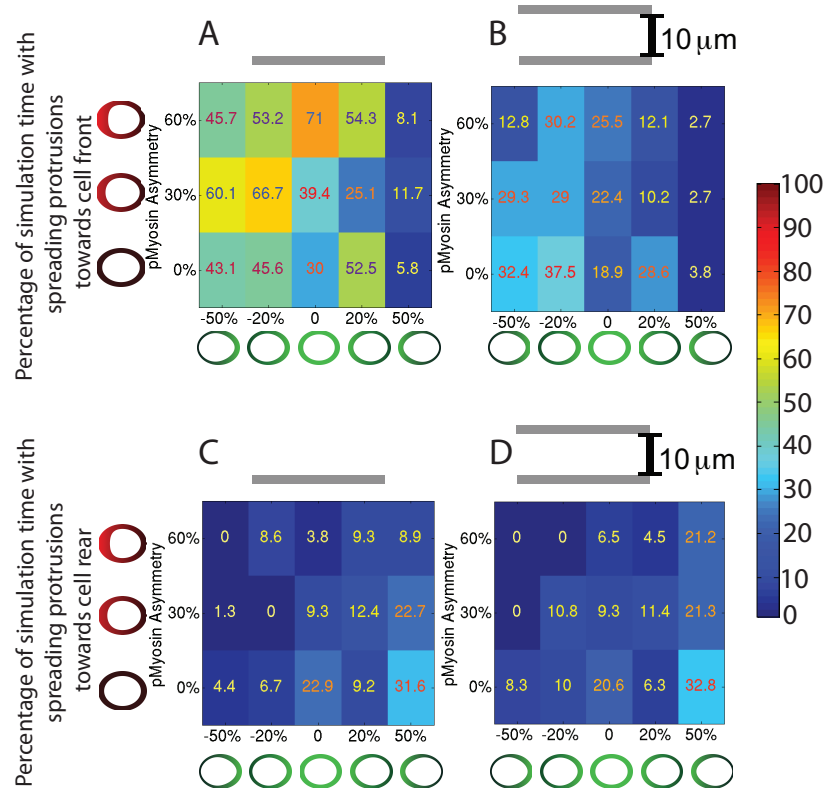 A
B
10 µm
Percentage of simulation time with
spreading protrusions
towards cell front
pMyosin Asymmetry
60%
45.7 53.2 71 54.3 8.1
30%
60.1 66.7 39.4 25.1 11.7
0%
43.1 45.6 30 52.5 5.8
-50% -20% 0 20% 50%
pMyosin Asymmetry
60%
12.8 30.2 25.5 12.1 2.7
30%
29.3 29 22.4 10.2 2.7
0%
32.4 37.5 18.9 28.6 3.8
-50% -20% 0 20% 50%
100
90
80
70
60
50
40
30
20
10
0
C
D
10 µm
Percentage of simulation time with
spreading protrusions
towards cell rear
pMyosin Asymmetry
60%
0 8.6 3.8 9.3 8.9
30%
1.3 0 9.3 12.4 22.7
0%
4.4 6.7 22.9 9.2 31.6
-50% -20% 0 20% 50%
pMyosin Asymmetry
60%
0 0 6.5 4.5 21.2
30%
0 10.8 9.3 11.4 21.3
0%
8.3 10 20.6 6.3 32.8
-50% -20% 0 20% 50%